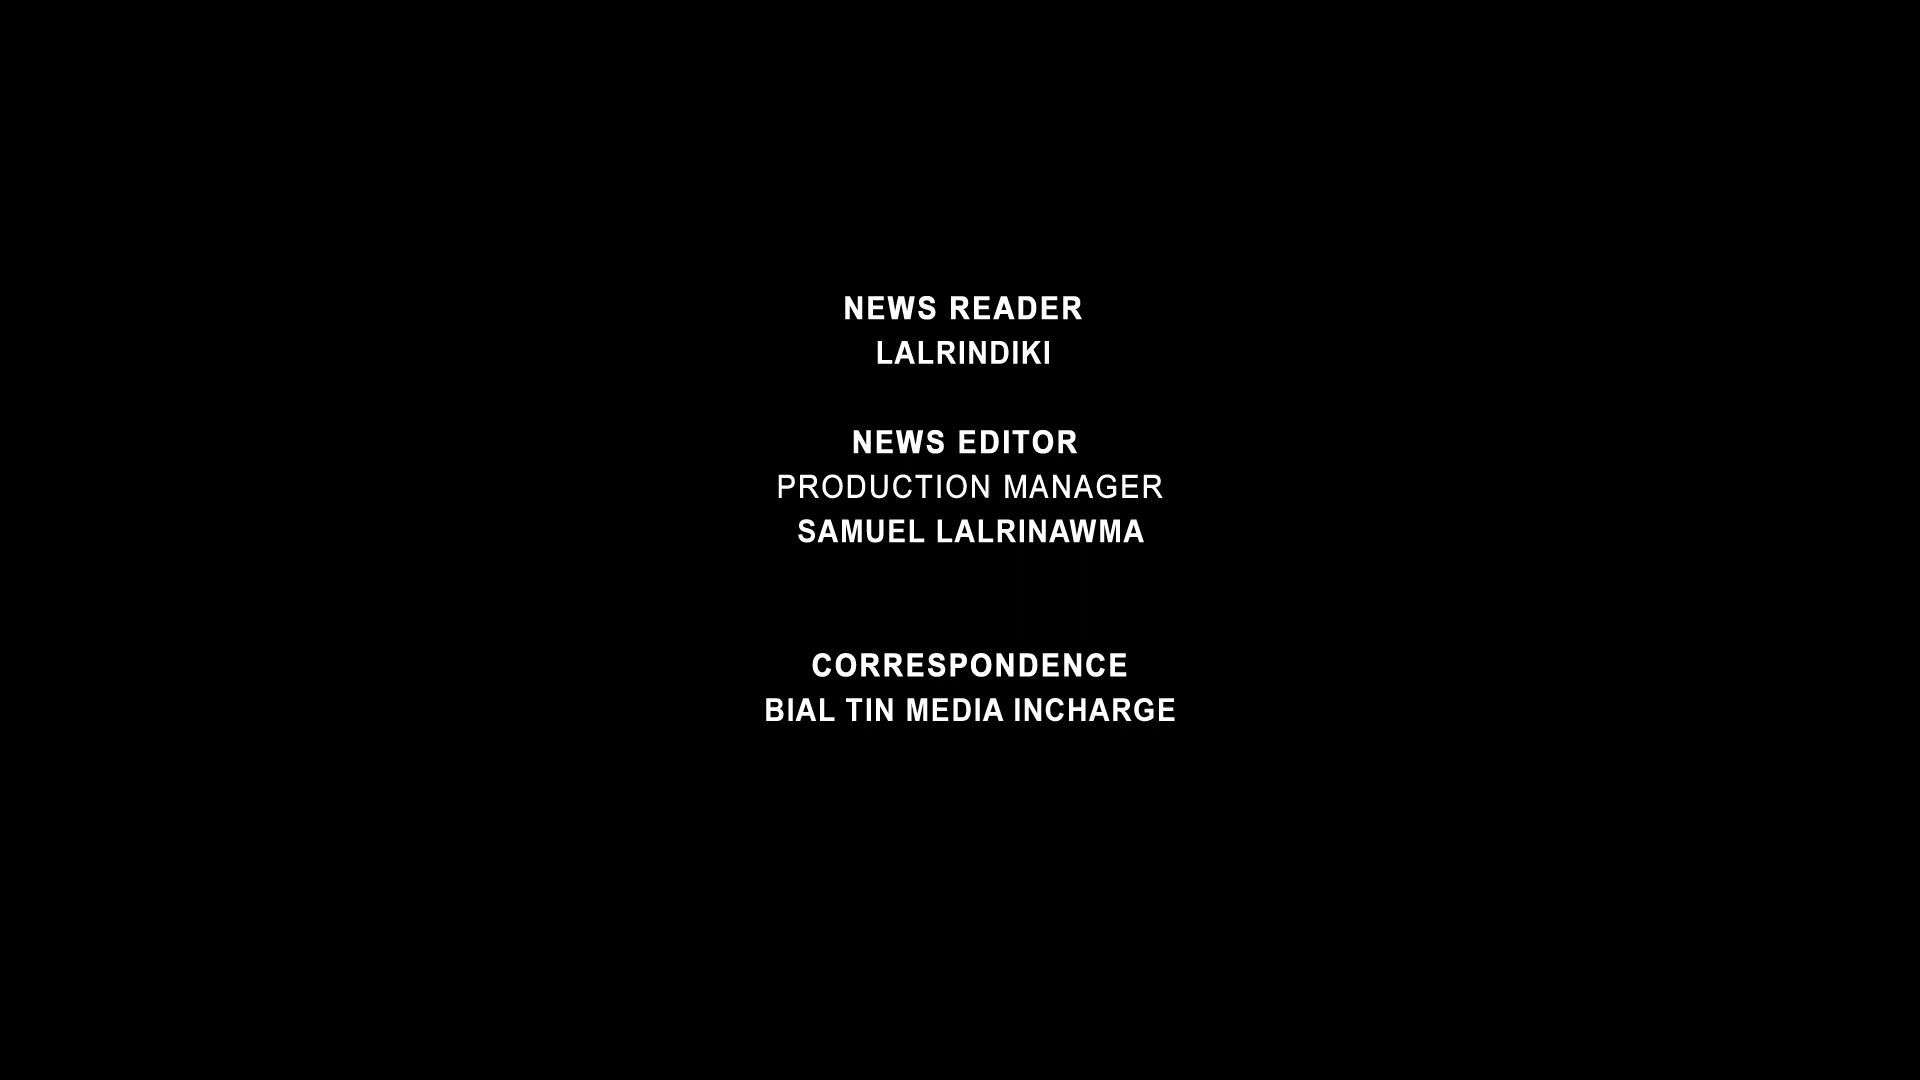 NEWS READER
LALRINDIKI
NEWS EDITOR
PRODUCTION MANAGER
SAMUEL LALRINAWMA
CORRESPONDENCE
BIAL TIN MEDIA INCHARGE